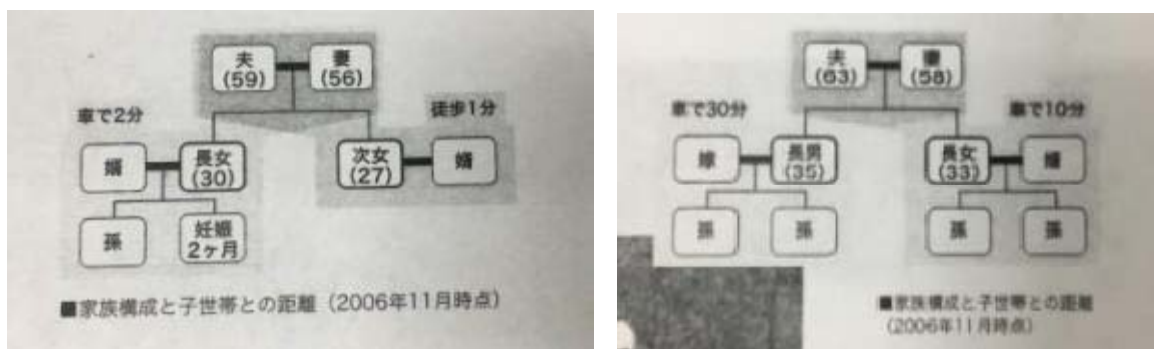 夫
(59)
妻
(56)
車で2分
徒歩1分
婿
長女
(30)
次女
(27)
婿
孫
妊娠
2ヶ月
■家族構成と子世帯との距離（2006年11月時点）
夫
(63)
妻
(58)
車で30分
車で10分
嫁
長男
(35)
長女
(33)
婿
孫
孫
孫
孫
■家族構成と子世帯との距離
（2006年11月時点）